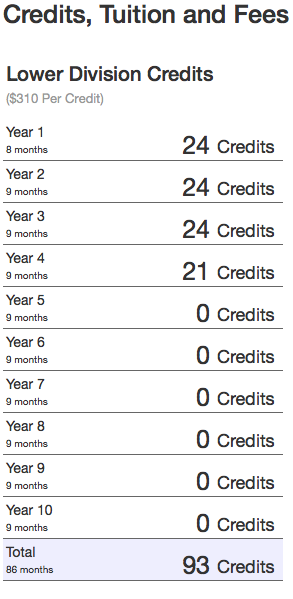 Credits, Tuition and Fees
Lower Division Credits
($310 Per Credit)
Year 1
8 months
24 Credits
Year 2
9 months
24 Credits
Year 3
9 months
24 Credits
Year 4
9 months
21 Credits
Year 5
9 months
0 Credits
Year 6
9 months
0 Credits
Year 7
9 months
0 Credits
Year 8
9 months
0 Credits
Year 9
9 months
0 Credits
Year 10
9 months
0 Credits
Total
86 months
93 Credits